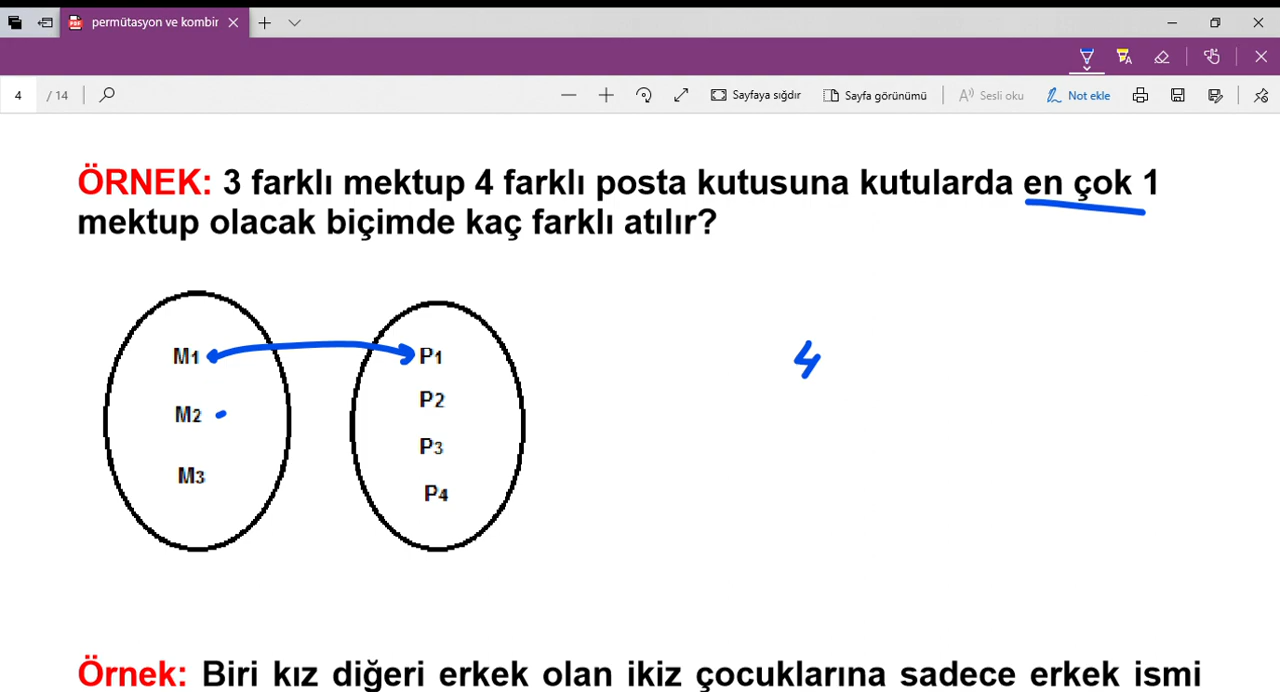 permütasyon ve kombir
4 / 14
Sayfaya sığdır
Sayfa görünümü
A Sesli oku
Not ekle
ÖRNEK: 3 farklı mektup 4 farklı posta kutusuna kutularda en çok 1
mektup olacak biçimde kaç farklı atılır?
M1 P1
4
P2
M2
P3
M3
P4
Örnek: Biri kız diğeri erkek olan ikiz çocuklarına sadece erkek ismi